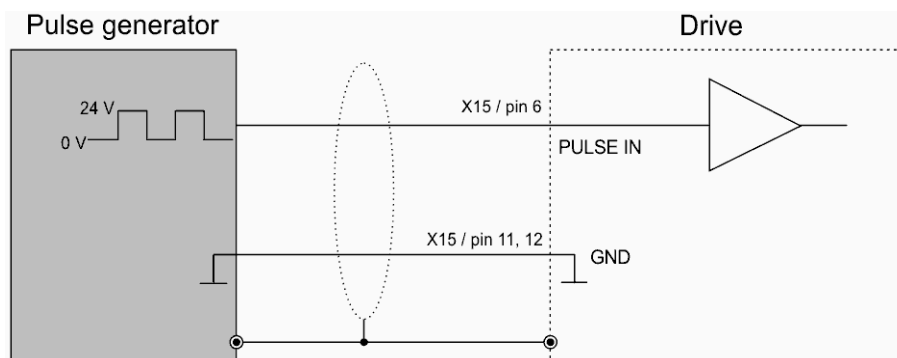 Pulse generator
Drive
24 V
0 V
X15 / pin 6
PULSE IN
X15 / pin 11, 12
GND